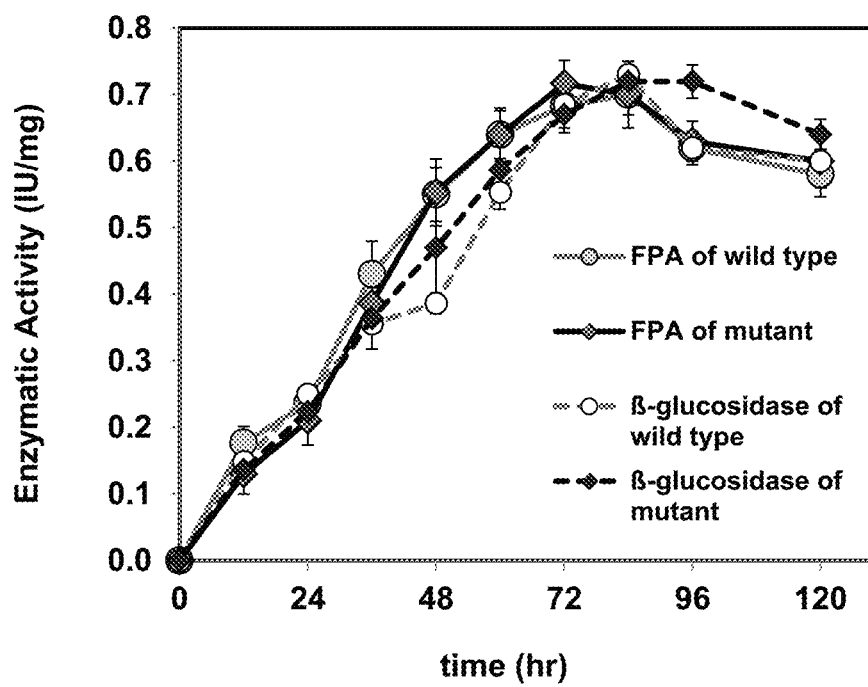 0.8
0.7
0.6
0.5
0.4
0.3
0.2
0.1
0.0
Enzymatic Activity (IU/mg)
FPA of wild type
FPA of mutant
ß-glucosidase of
wild type
ß-glucosidase of
mutant
0 24 48 72 96 120
time (hr)